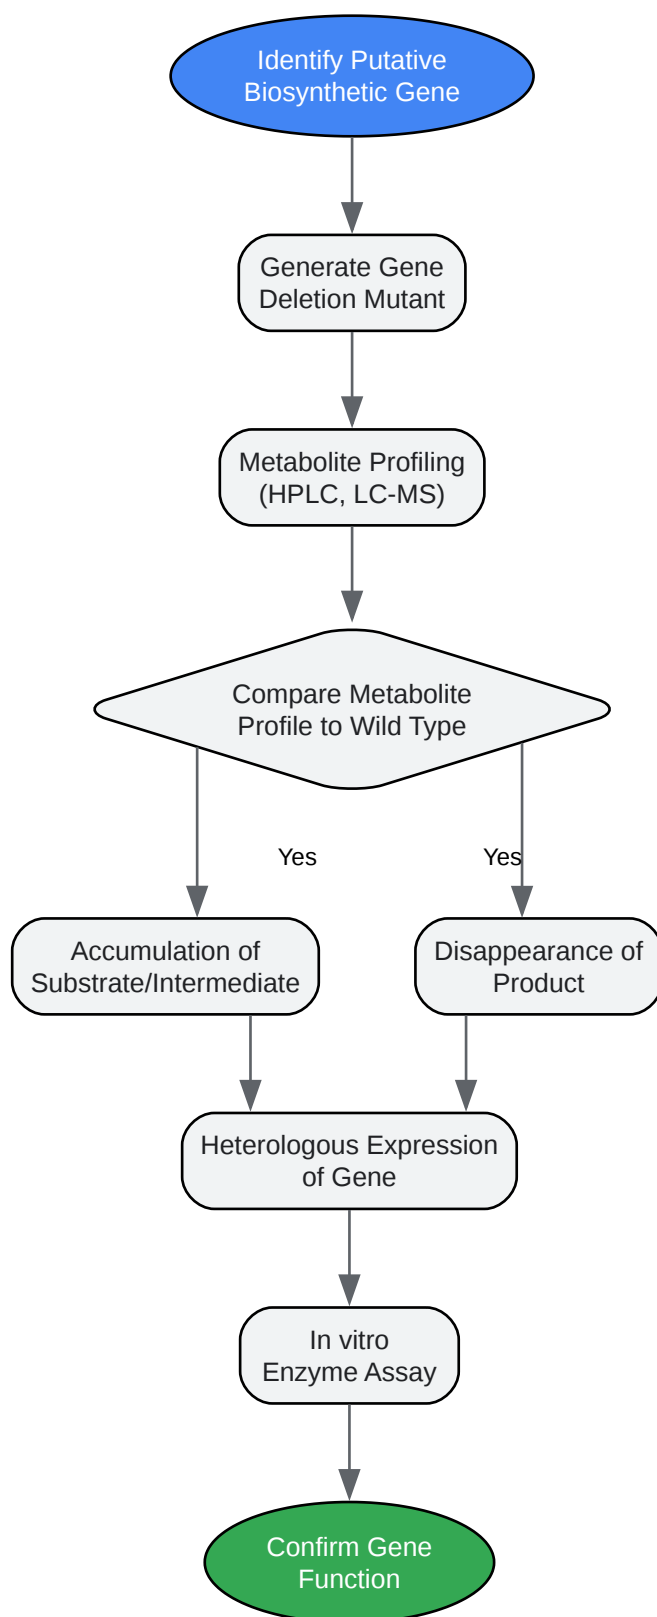 Identify Putative
Biosynthetic Gene
Generate Gene
Deletion Mutant
Metabolite Profiling
(HPLC, LC-MS)
Compare Metabolite
Profile to Wild Type
Yes
Yes
Accumulation of
Substrate/Intermediate
Disappearance of
Product
Heterologous Expression
of Gene
In vitro
Enzyme Assay
Confirm Gene
Function